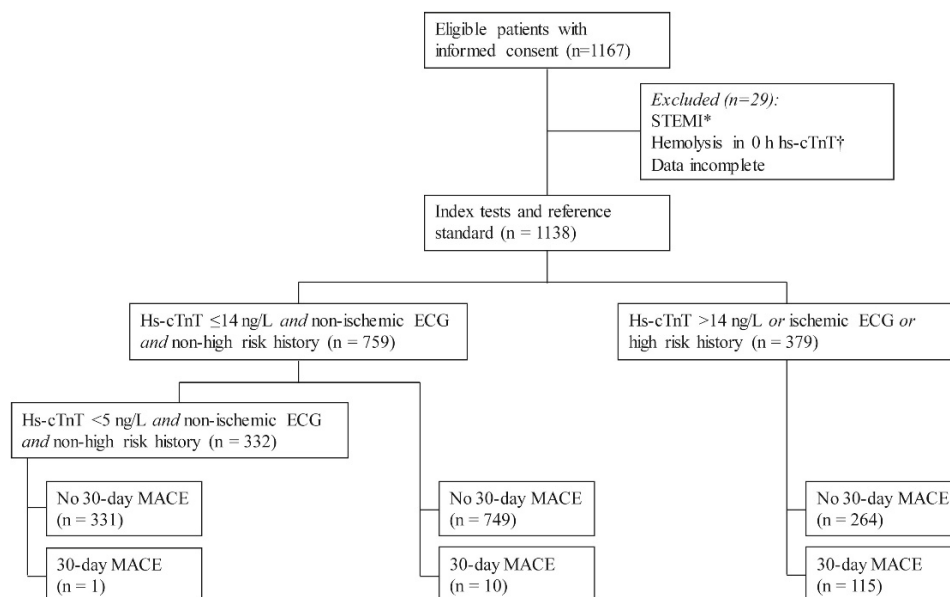 Eligible patients with
informed consent (n=1167)
Excluded (n=29):
STEMI*
Hemolysis in 0 h hs-cTnT†
Data incomplete
Index tests and reference
standard (n = 1138)
Hs-cTnT ≤14 ng/L and non-ischemic ECG
and non-high risk history (n = 759)
Hs-cTnT >14 ng/L or ischemic ECG or
high risk history (n = 379)
Hs-cTnT <5 ng/L and non-ischemic ECG
and non-high risk history (n = 332)
No 30-day MACE
(n = 331)
30-day MACE
(n = 1)
No 30-day MACE
(n = 749)
30-day MACE
(n = 10)
No 30-day MACE
(n = 264)
30-day MACE
(n = 115)